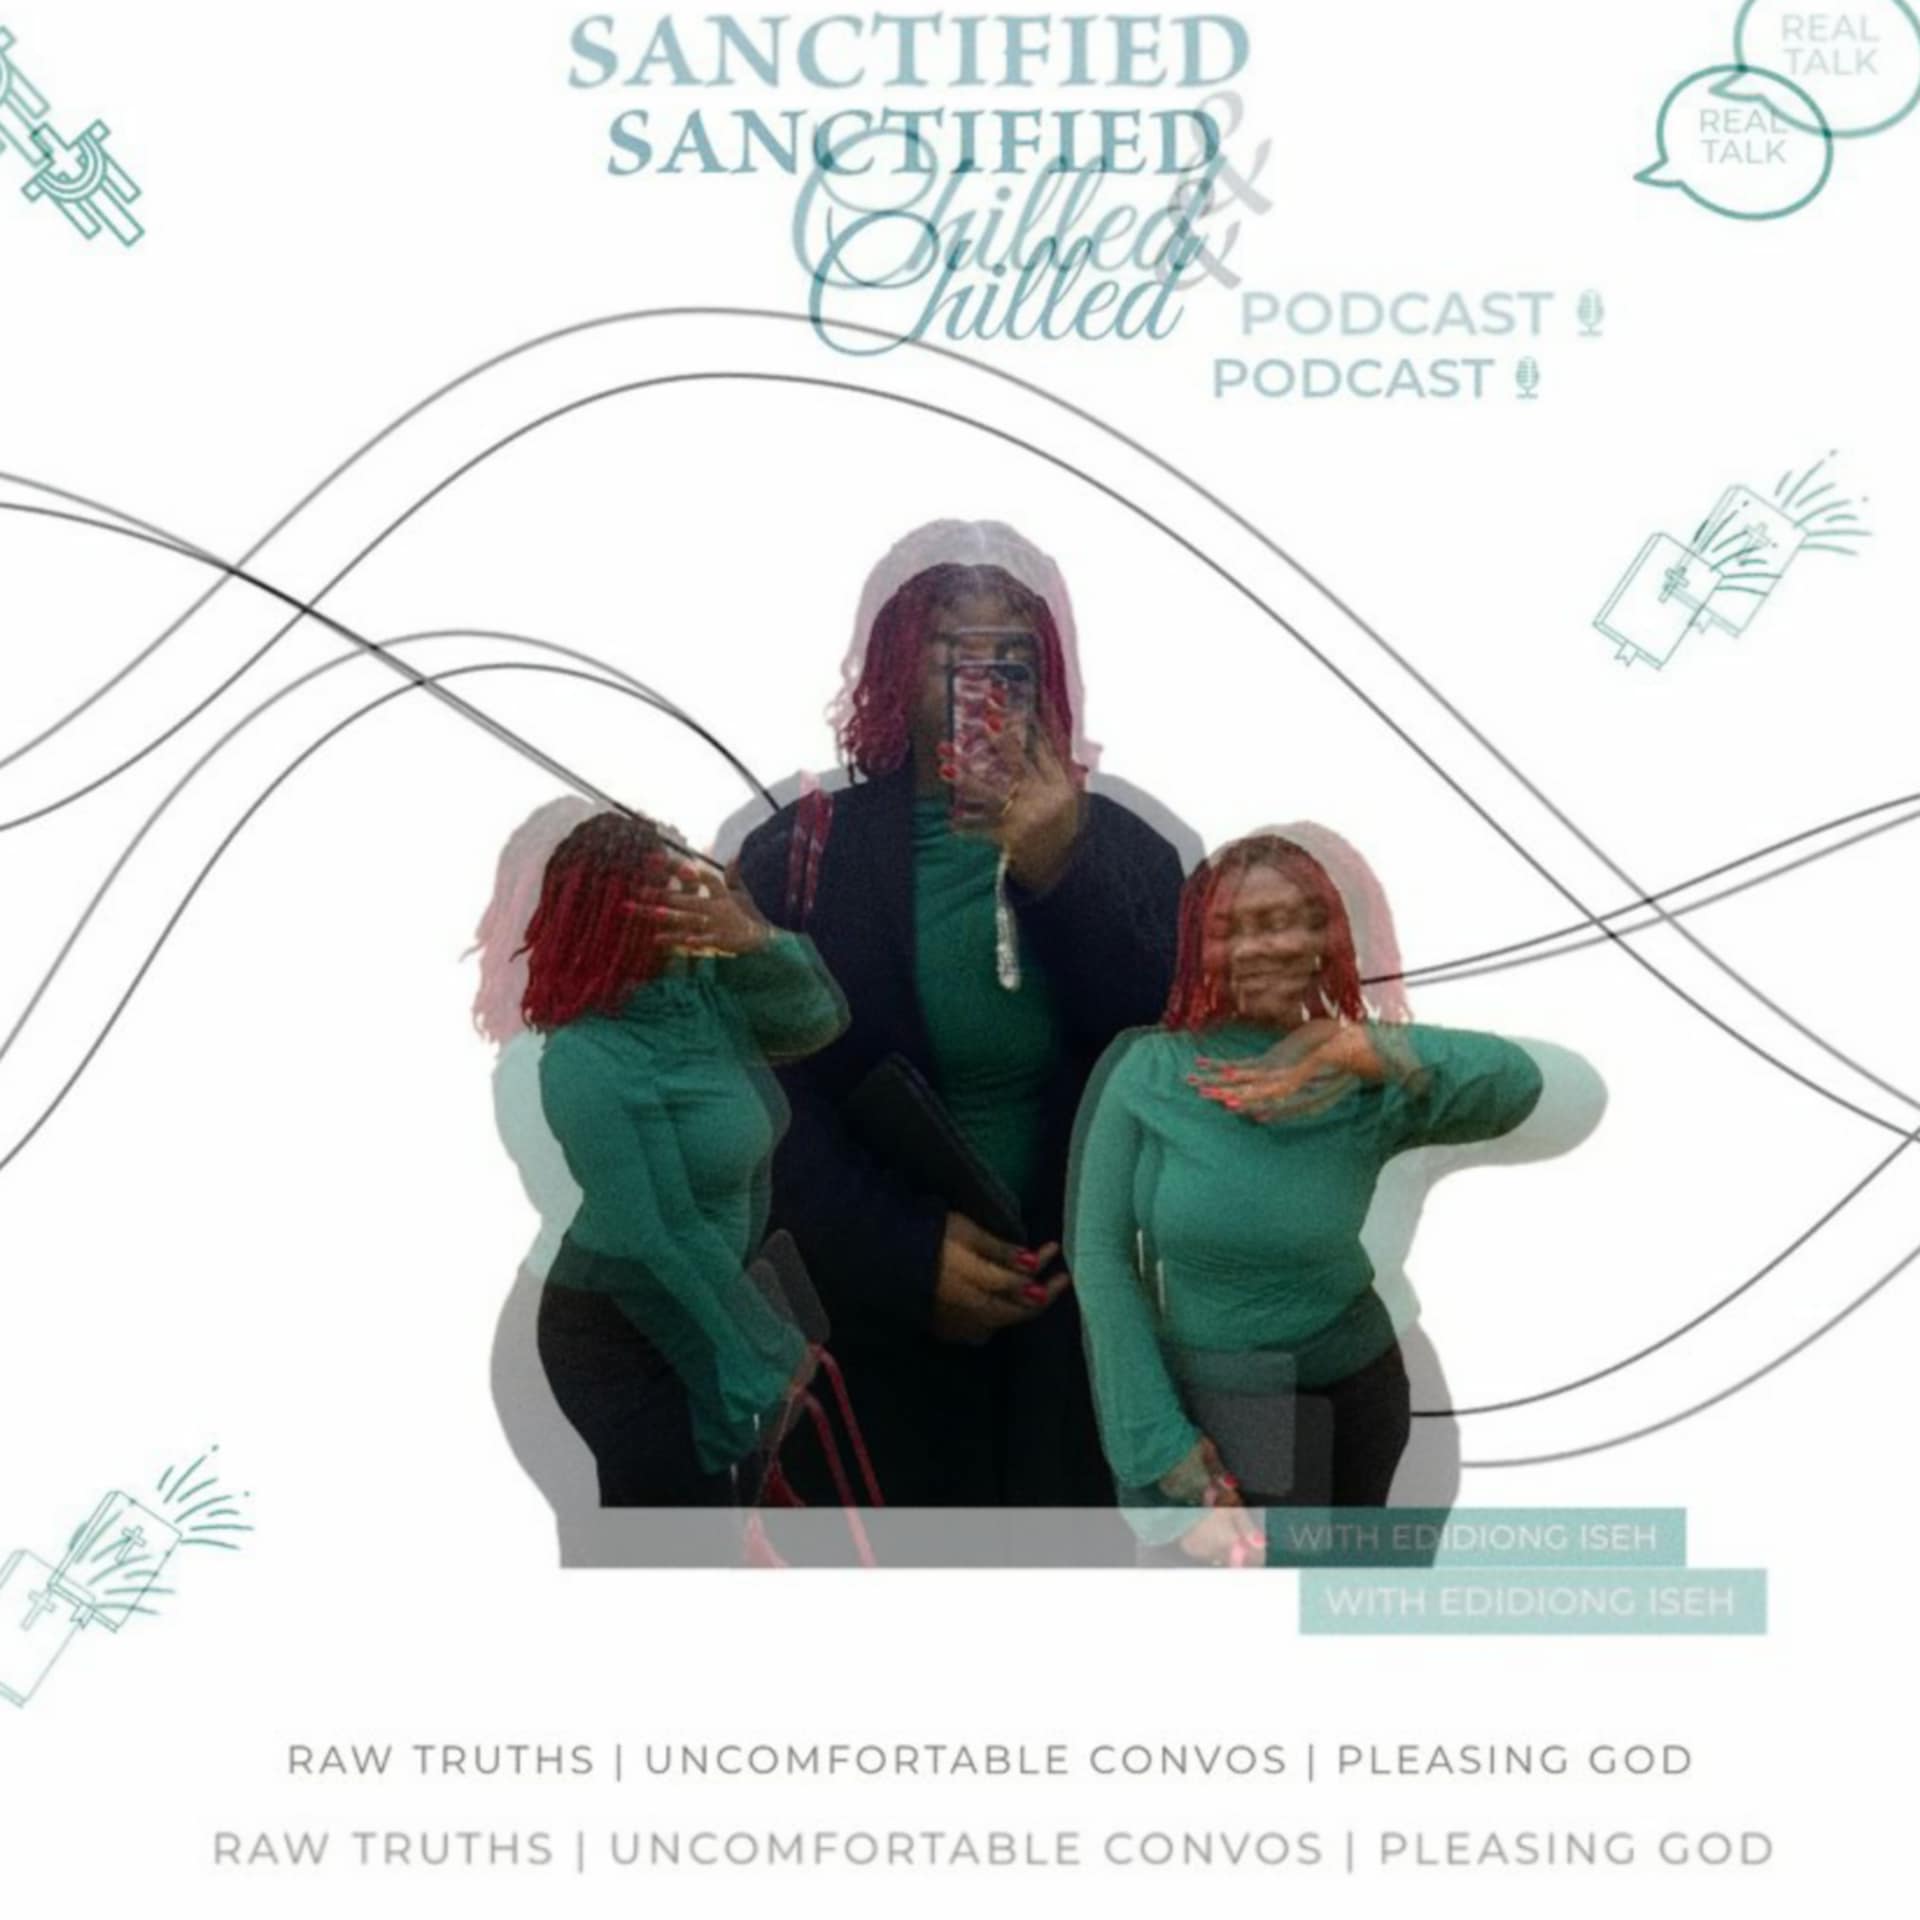 SANCTIFIED
SANCTIFIED
&
Chilled
&
Chilled
PODCAST
PODCAST
REAL
TALK
REAL
TALK
WITH EDIDIONG ISEH
WITH EDIDIONG ISEH
RAW TRUTHS | UNCOMFORTABLE CONVOS | PLEASING GOD
RAW TRUTHS | UNCOMFORTABLE CONVOS | PLEASING GOD